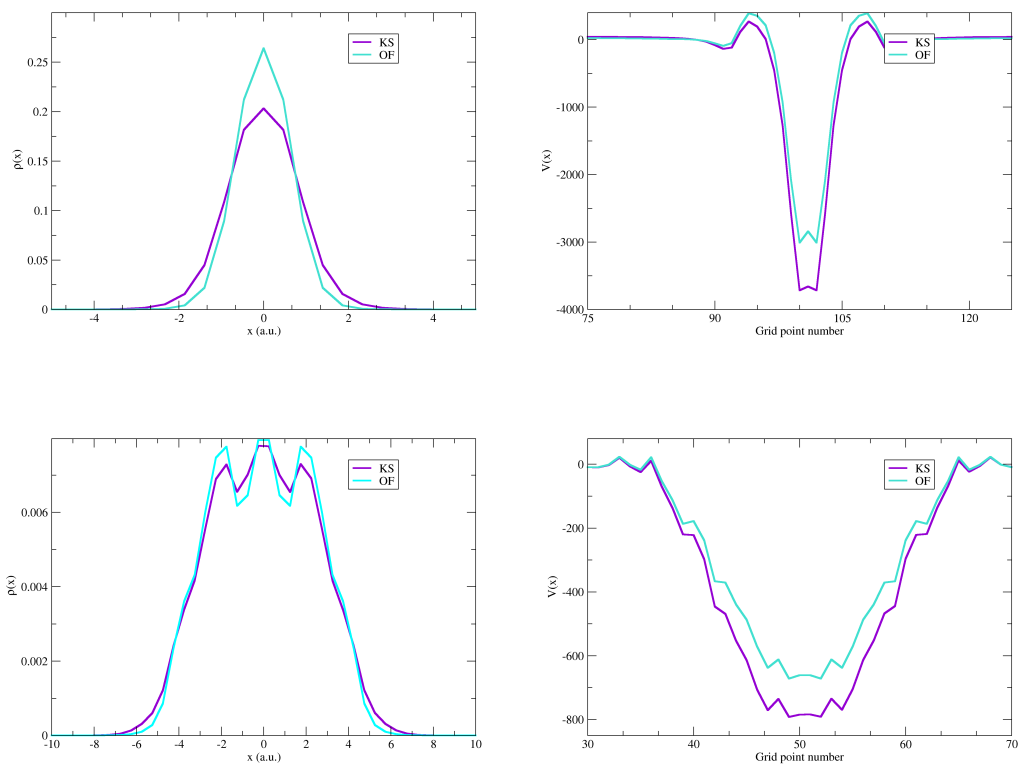 KS
OF
0.25
0.2
0.15
0.1
0.05
0
ρ(x)
-4
-2
0
2
4
x (a.u.)
KS
OF
0
-1000
-2000
-3000
-4000
V(x)
75
90
105
120
Grid point number
KS
OF
0.006
0.004
0.002
0
ρ(x)
-10
-8
-6
-4
-2
0
2
4
6
8
10
x (a.u.)
KS
OF
0
-200
-400
-600
-800
V(x)
30
40
50
60
70
Grid point number